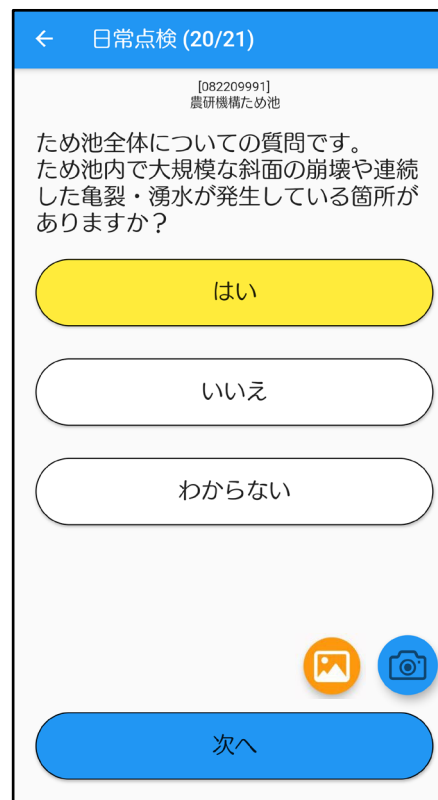 日常点検 (20/21)
[082209991]
農研機構ため池
ため池全体についての質問です。
ため池内で大規模な斜面の崩壊や連続
した亀裂・湧水が発生している箇所が
ありますか？
はい
いいえ
わからない
次へ